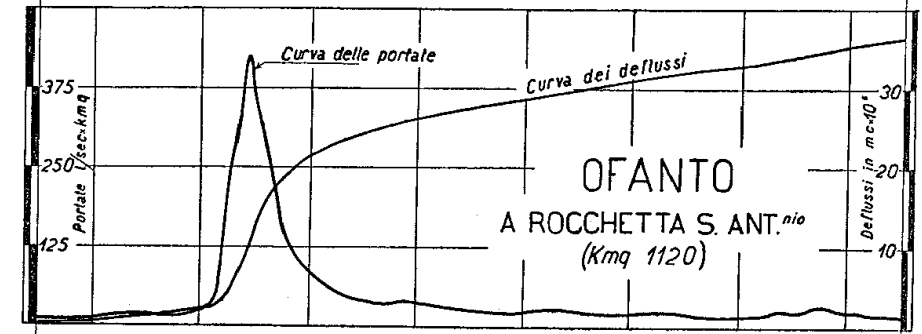 Curva delle portate
Curva dei deflussi
375
250
125
Portate l/sec×kmq
30
20
10
Deflussi in mc·10⁶
OFANTO
A ROCCHETTA S. ANT.nio
(Kmq 1120)